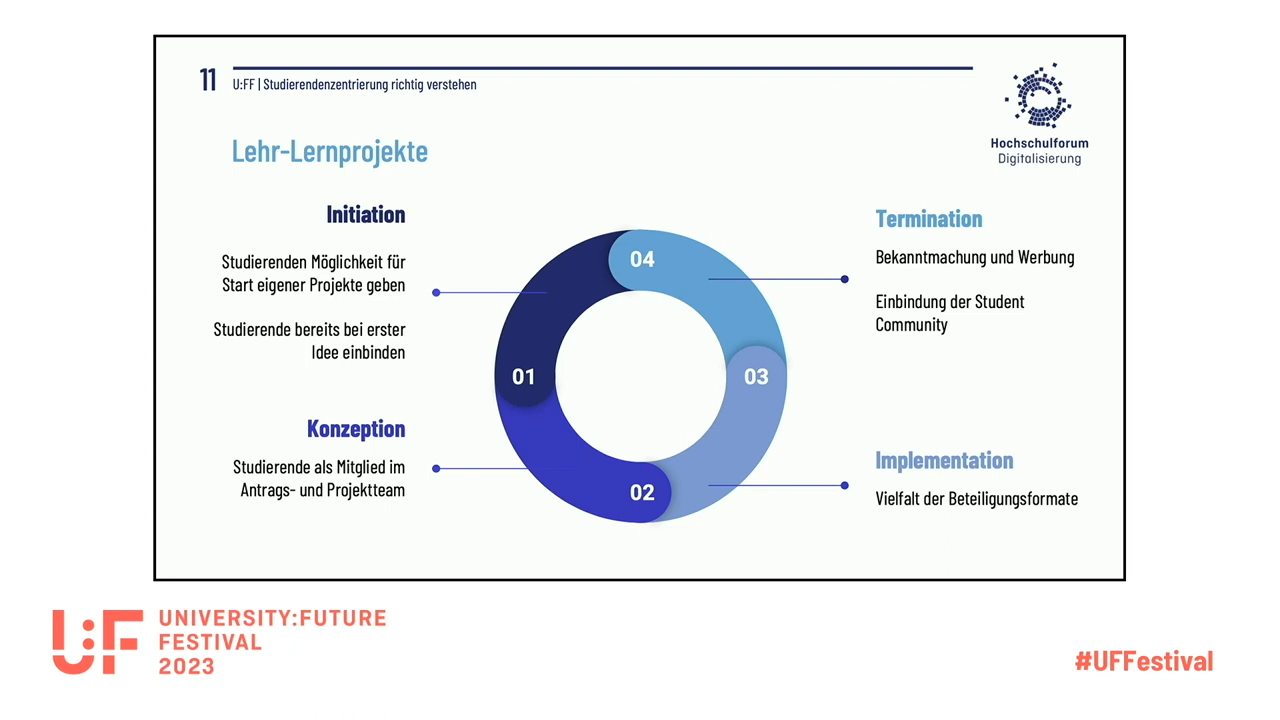 11
U:FF | Studierendenzentrierung richtig verstehen
Hochschulforum
Digitalisierung
Lehr-Lernprojekte
Initiation
Studierenden Möglichkeit für
Start eigener Projekte geben
Studierende bereits bei erster
Idee einbinden
Konzeption
Studierende als Mitglied im
Antrags- und Projektteam
04
01
03
02
Termination
Bekanntmachung und Werbung
Einbindung der Student
Community
Implementation
Vielfalt der Beteiligungsformate
U:F
UNIVERSITY:FUTURE
FESTIVAL
2023
#UFFestival